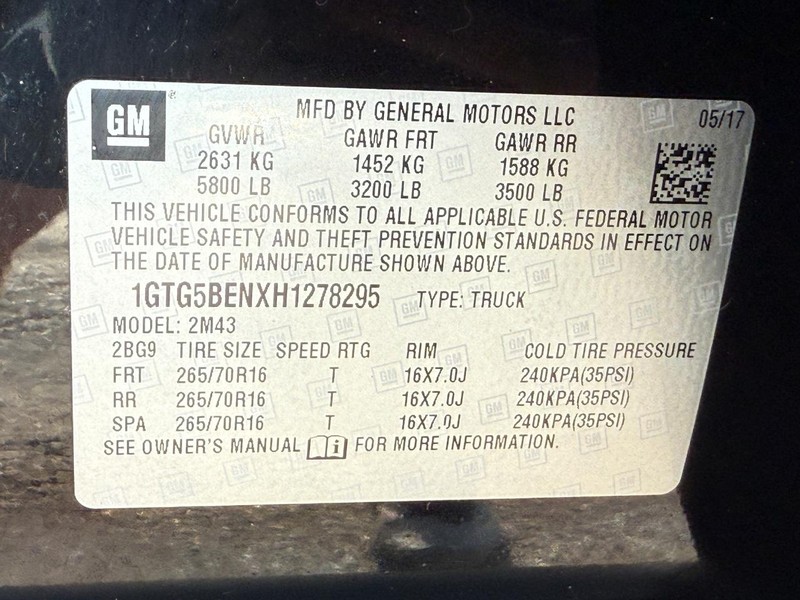 GM
MFD BY GENERAL MOTORS LLC 05/17
GVWR GAWR FRT GAWR RR
2631 KG 1452 KG 1588 KG
5800 LB 3200 LB 3500 LB
THIS VEHICLE CONFORMS TO ALL APPLICABLE U.S. FEDERAL MOTOR
VEHICLE SAFETY AND THEFT PREVENTION STANDARDS IN EFFECT ON
THE DATE OF MANUFACTURE SHOWN ABOVE.
1GTG5BENXH1278295 TYPE: TRUCK
MODEL: 2M43
2BG9 TIRE SIZE SPEED RTG RIM COLD TIRE PRESSURE
FRT 265/70R16 T 16X7.0J 240KPA(35PSI)
RR 265/70R16 T 16X7.0J 240KPA(35PSI)
SPA 265/70R16 T 16X7.0J 240KPA(35PSI)
SEE OWNER'S MANUAL i FOR MORE INFORMATION.